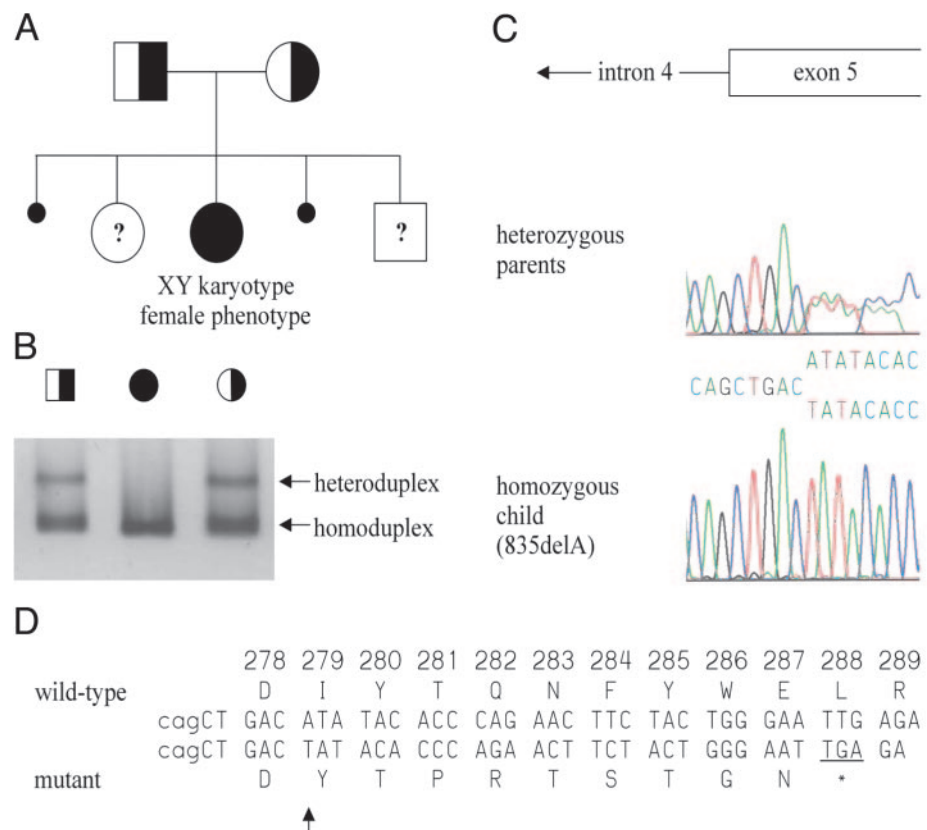 A
?
?
XY karyotype
female phenotype
B
heteroduplex
homoduplex
C
intron 4
exon 5
heterozygous
parents
ATATACAC
CAGCTGAC
TATACACC
homozygous
child
(835delA)
D
278 279 280 281 282 283 284 285 286 287 288 289
wild-type D I Y T Q N F Y W E L R
cagCT GAC ATA TAC ACC CAG AAC TTC TAC TGG GAA TTG AGA
cagCT GAC TAT ACA CCC AGA ACT TCT ACT GGG AAT TGA GA
mutant D Y T P R T S T G N *